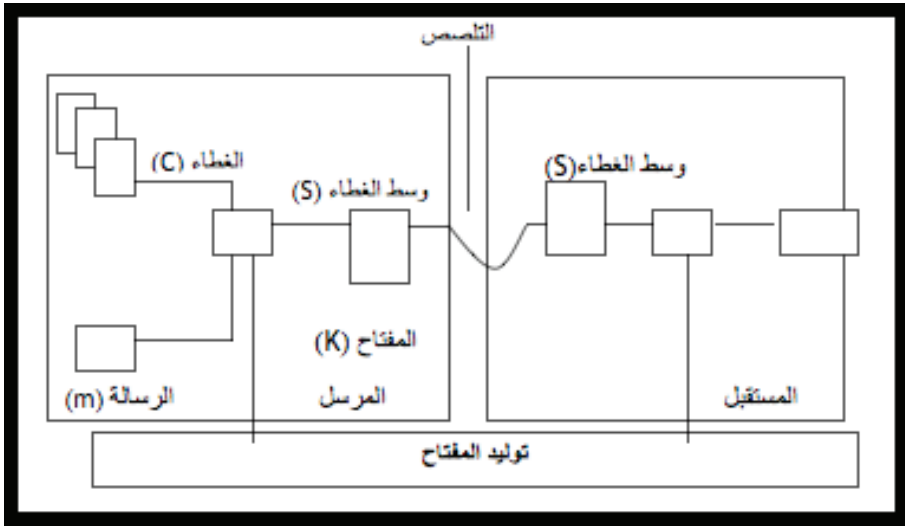 التلصص
الغطاء (C)
وسط الغطاء (S)
وسط الغطاء(S)
المفتاح (K)
الرسالة (m)
المرسل
المستقبل
توليد المفتاح